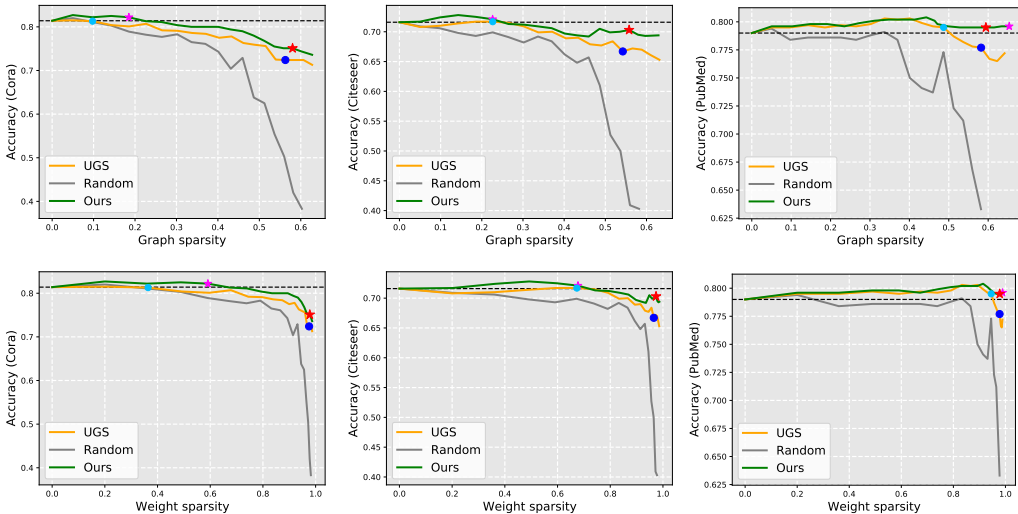 0.8
0.7
0.6
0.5
0.4
Accuracy (Cora)
UGS
Random
Ours
0.0 0.1 0.2 0.3 0.4 0.5 0.6
Graph sparsity
0.75
0.70
0.65
0.60
0.55
0.50
0.45
0.40
Accuracy (Citeseer)
UGS
Random
Ours
0.0 0.1 0.2 0.3 0.4 0.5 0.6
Graph sparsity
0.800
0.775
0.750
0.725
0.700
0.675
0.650
0.625
Accuracy (PubMed)
UGS
Random
Ours
0.0 0.1 0.2 0.3 0.4 0.5 0.6
Graph sparsity
0.8
0.7
0.6
0.5
0.4
Accuracy (Cora)
UGS
Random
Ours
0.0 0.2 0.4 0.6 0.8 1.0
Weight sparsity
0.70
0.65
0.60
0.55
0.50
0.45
0.40
Accuracy (Citeseer)
UGS
Random
Ours
0.0 0.2 0.4 0.6 0.8 1.0
Weight sparsity
0.800
0.775
0.750
0.725
0.700
0.675
0.650
0.625
Accuracy (PubMed)
UGS
Random
Ours
0.0 0.2 0.4 0.6 0.8 1.0
Weight sparsity